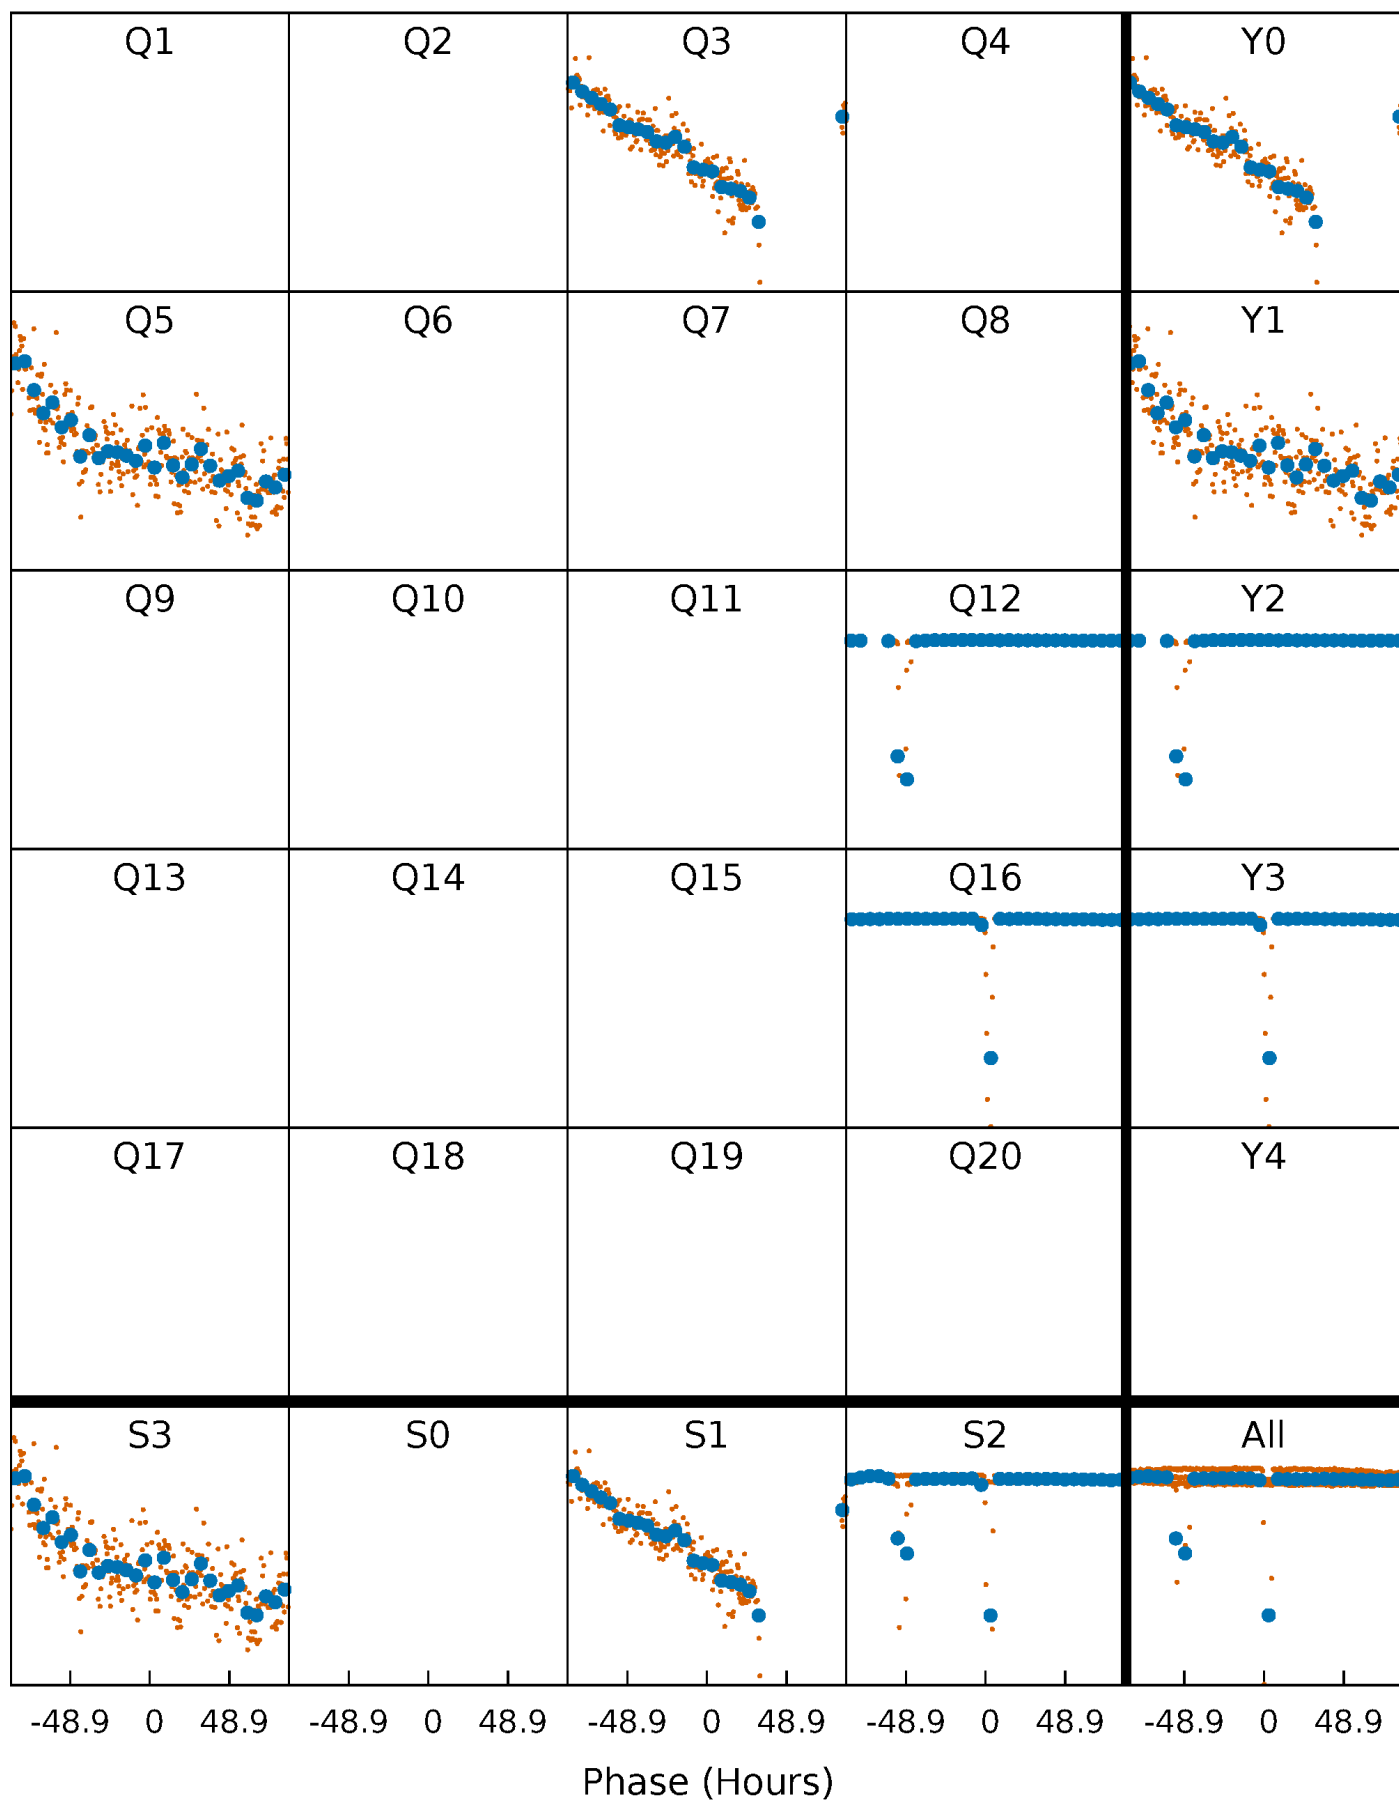 Q1 Q2 Q3 Q4 Y0
Q5 Q6 Q7 Q8 Y1
Q9 Q10 Q11 Q12 Y2
Q13 Q14 Q15 Q16 Y3
Q17 Q18 Q19 Q20 Y4
S3 S0 S1 S2 All
-48.9 0 48.9 -48.9 0 48.9 -48.9 0 48.9 -48.9 0 48.9 -48.9 0 48.9
Phase (Hours)